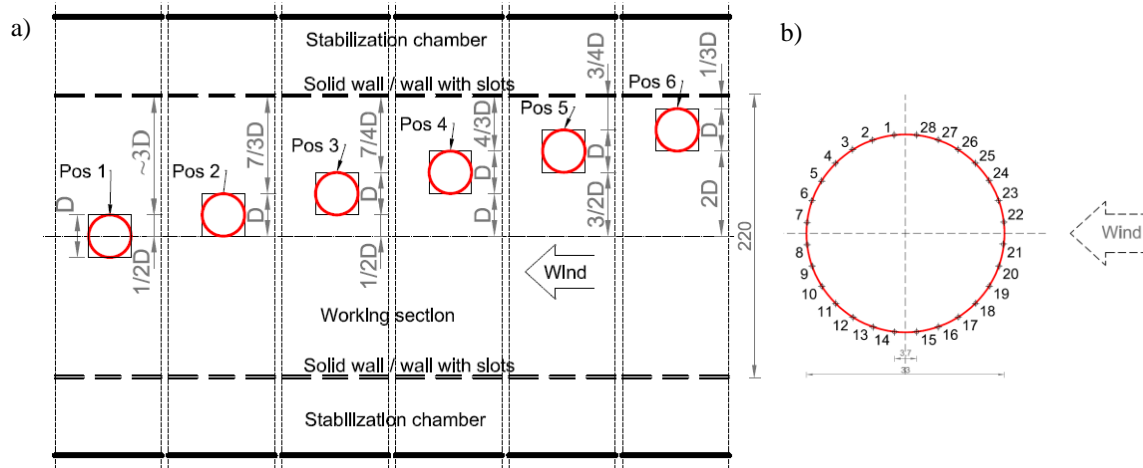 a)
Stabilization chamber
Solid wall / wall with slots
Pos 1
Pos 2
Pos 3
Pos 4
Pos 5
Pos 6
~3D
7/3D
7/4D
4/3D
3/4D
1/3D
D
D
D
D
D
D
1/2D
1/2D
D
3/2D
2D
220
Wind
Working section
Solid wall / wall with slots
Stabilization chamber
b)
1
2
3
4
5
6
7
8
9
10
11
12
13
14
15
16
17
18
19
20
21
22
23
24
25
26
27
28
Wind
33